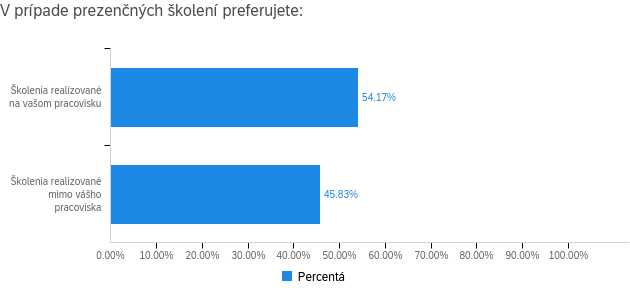 V prípade prezenčných školení preferujete:
Školenia realizované
na vašom pracovisku
54.17%
Školenia realizované
mimo vášho
pracoviska
45.83%
0.00% 10.00% 20.00% 30.00% 40.00% 50.00% 60.00% 70.00% 80.00% 90.00% 100.00%
Percentá